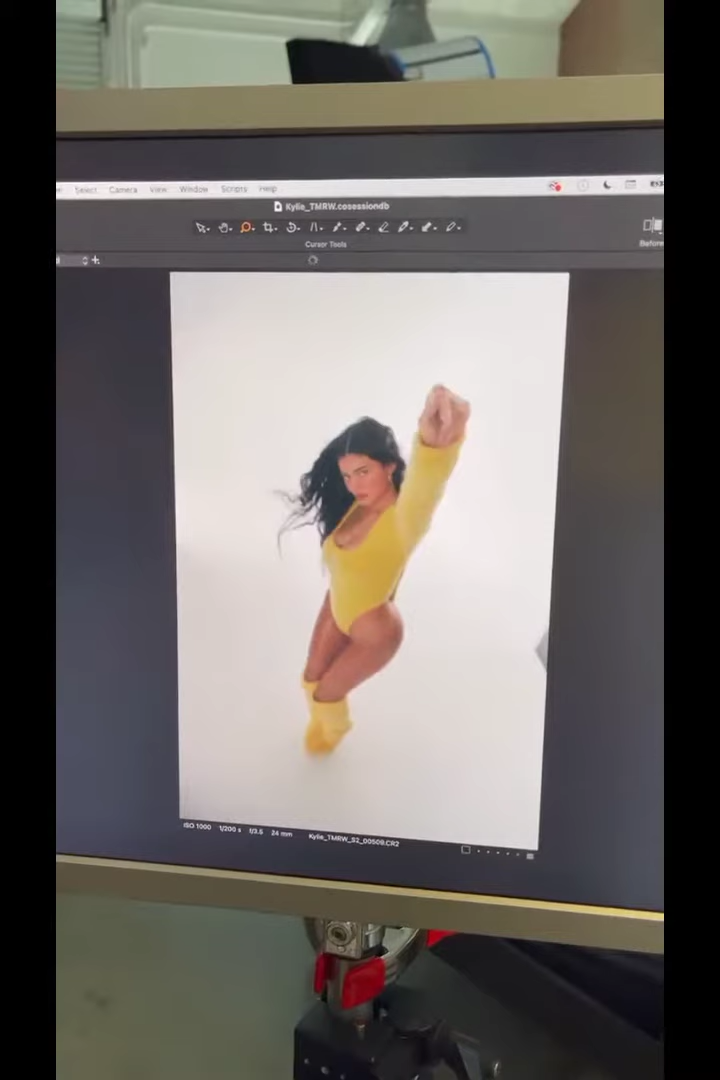 Select Camera View Window Scripts Help
Kylie_TMRW.cosessiondb
Cursor Tools
Before
ISO 1000 1/200 s f/3.5 24 mm Kylie_TMRW_S2_00509.CR2